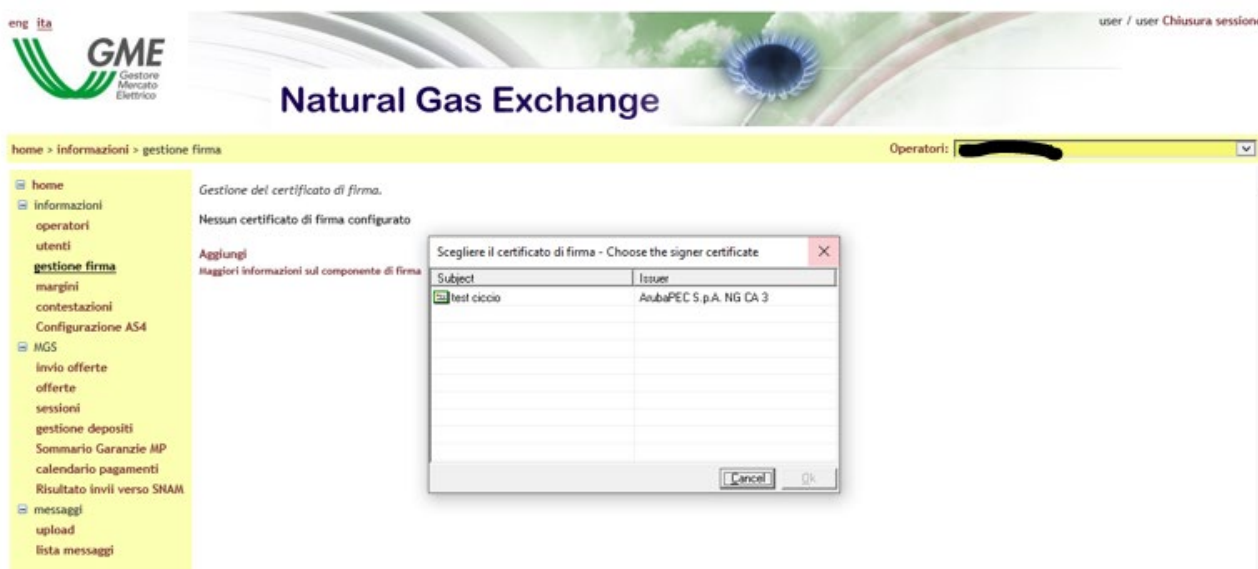 eng ita
user / user Chiusura session
GME
Gestore
Mercato
Elettrico
Natural Gas Exchange
home > informazioni > gestione firma
Operatori:
home
informazioni
operatori
utenti
gestione firma
margini
contestazioni
Configurazione AS4
MGS
invio offerte
offerte
sessioni
gestione depositi
Sommario Garanzie MP
calendario pagamenti
Risultato invii verso SNAM
messaggi
upload
lista messaggi
Gestione del certificato di firma.
Nessun certificato di firma configurato
Aggiungi
Maggiori informazioni sul componente di firma
Scegliere il certificato di firma - Choose the signer certificate
Subject Issuer
test ciccio ArubaPEC S.p.A. NG CA 3
Cancel Ok